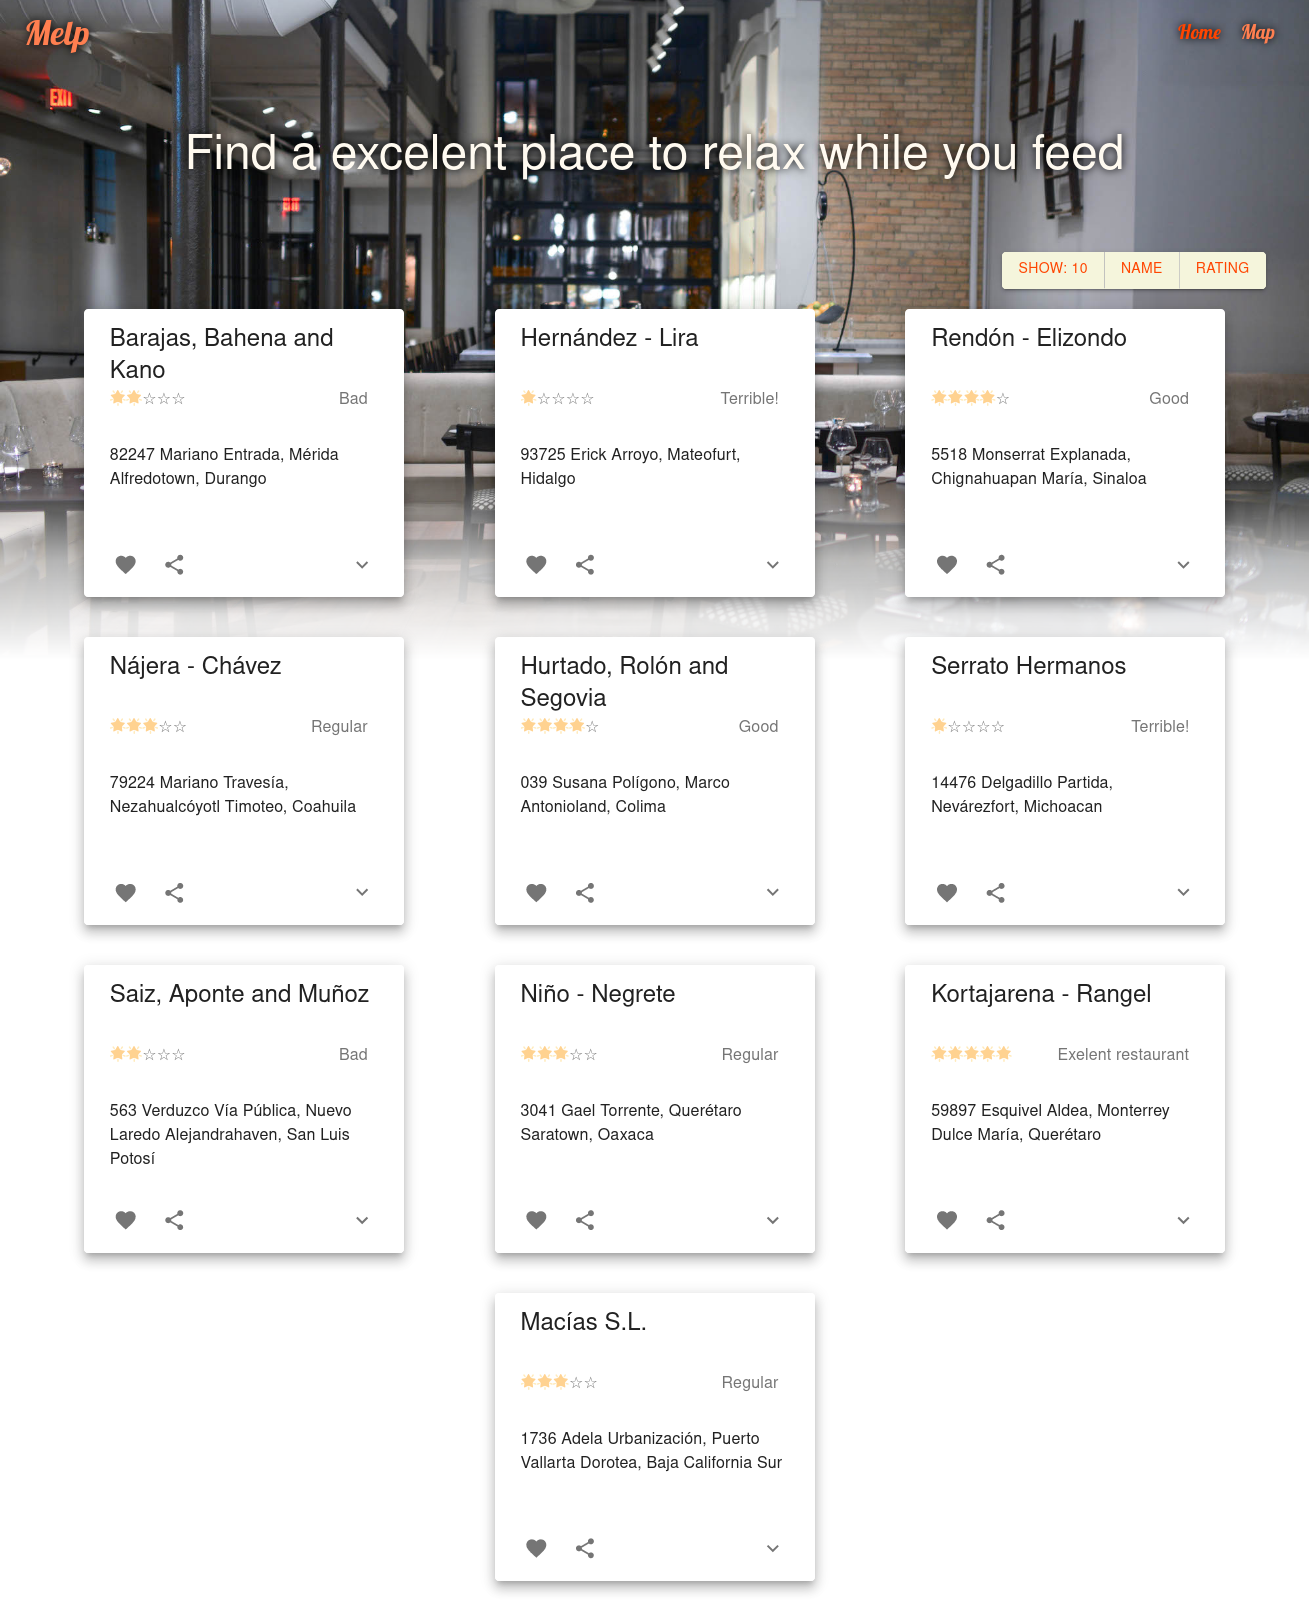 Melp
Home Map
EXIT
Find a excelent place to relax while you feed
SHOW: 10 NAME RATING
Barajas, Bahena and
Kano
Bad
82247 Mariano Entrada, Mérida
Alfredotown, Durango
Hernández - Lira
Terrible!
93725 Erick Arroyo, Mateofurt,
Hidalgo
Rendón - Elizondo
Good
5518 Monserrat Explanada,
Chignahuapan María, Sinaloa
Nájera - Chávez
Regular
79224 Mariano Travesía,
Nezahualcóyotl Timoteo, Coahuila
Hurtado, Rolón and
Segovia
Good
039 Susana Polígono, Marco
Antonioland, Colima
Serrato Hermanos
Terrible!
14476 Delgadillo Partida,
Nevárezfort, Michoacan
Saiz, Aponte and Muñoz
Bad
563 Verduzco Vía Pública, Nuevo
Laredo Alejandrahaven, San Luis
Potosí
Niño - Negrete
Regular
3041 Gael Torrente, Querétaro
Saratown, Oaxaca
Kortajarena - Rangel
Exelent restaurant
59897 Esquivel Aldea, Monterrey
Dulce María, Querétaro
Macías S.L.
Regular
1736 Adela Urbanización, Puerto
Vallarta Dorotea, Baja California Sur